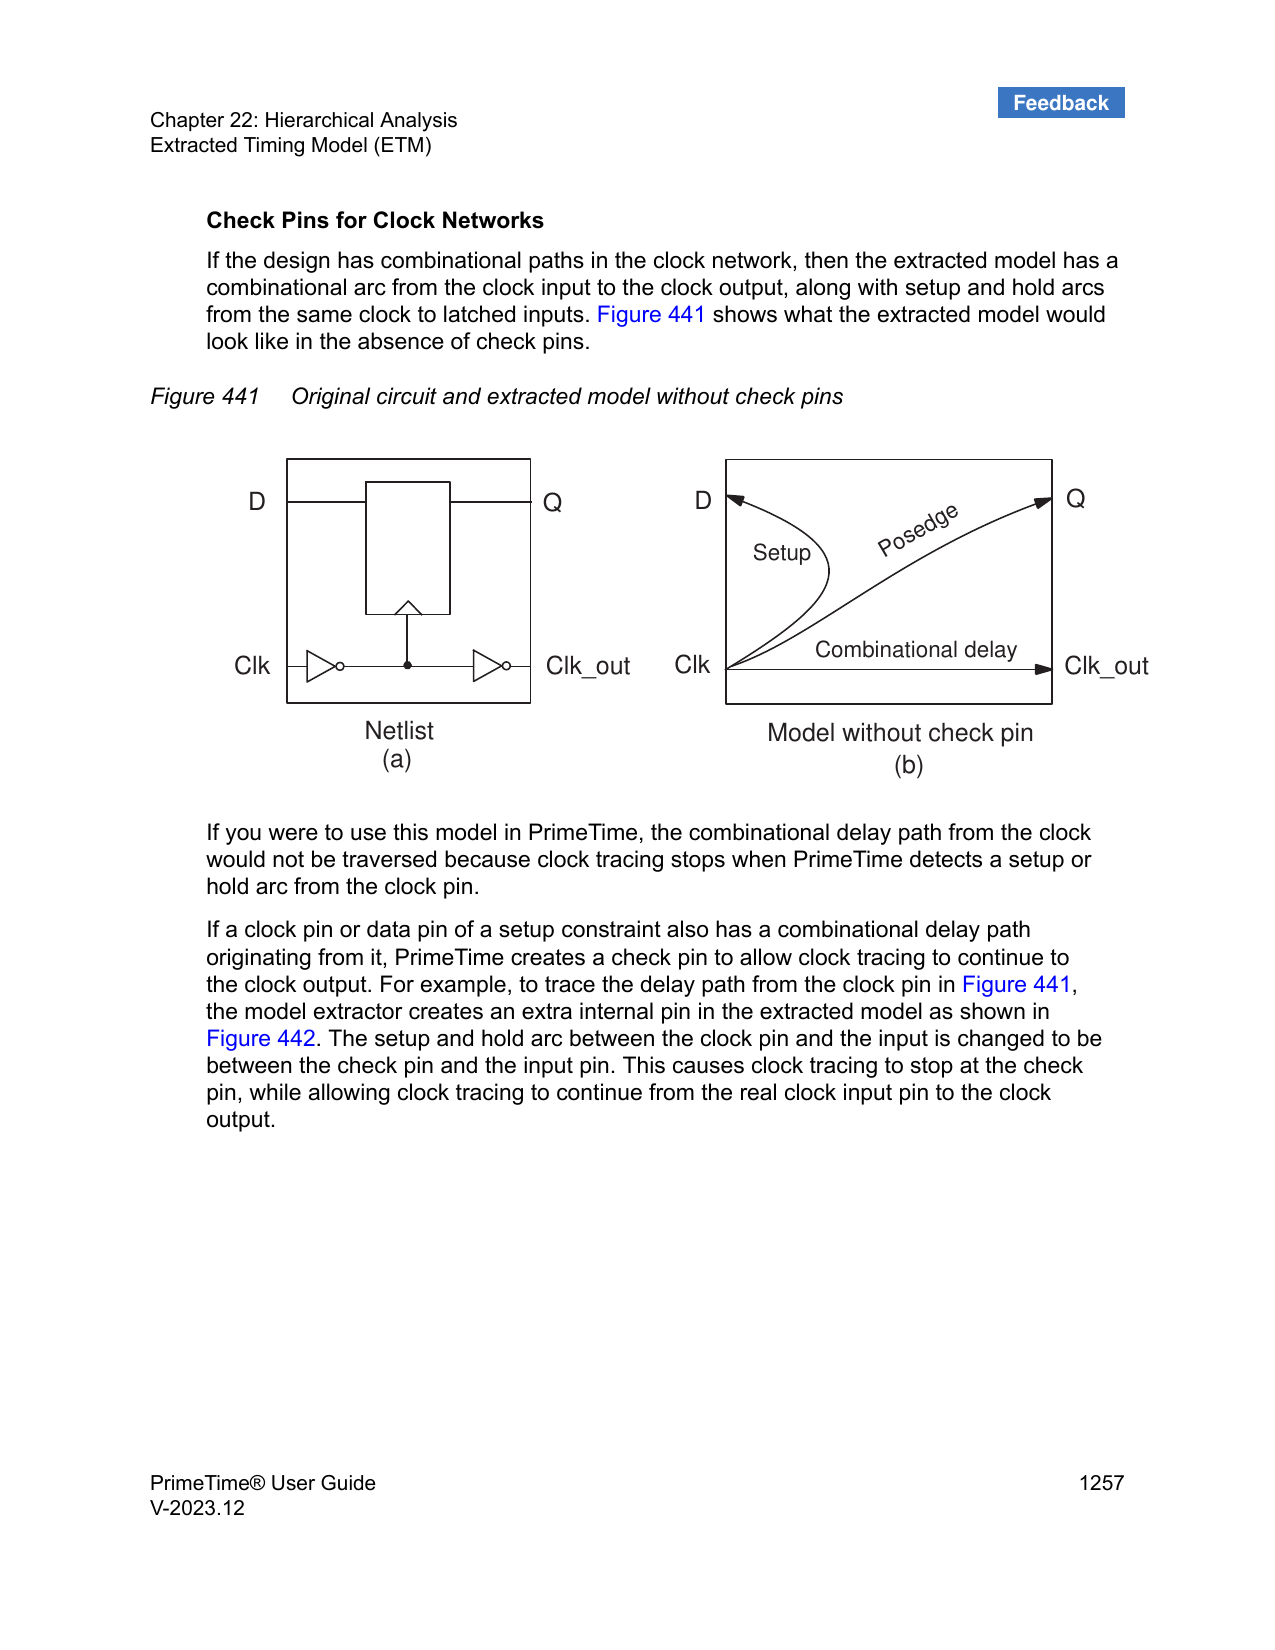 Feedback
Chapter 22: Hierarchical Analysis
Extracted Timing Model (ETM)
Check Pins for Clock Networks
If the design has combinational paths in the clock network, then the extracted model has a
combinational arc from the clock input to the clock output, along with setup and hold arcs
from the same clock to latched inputs. Figure 441 shows what the extracted model would
look like in the absence of check pins.
Figure 441 Original circuit and extracted model without check pins
D
Q
Clk
Clk_out
Netlist
(a)
D
Q
Setup
Posedge
Combinational delay
Clk
Clk_out
Model without check pin
(b)
If you were to use this model in PrimeTime, the combinational delay path from the clock
would not be traversed because clock tracing stops when PrimeTime detects a setup or
hold arc from the clock pin.
If a clock pin or data pin of a setup constraint also has a combinational delay path
originating from it, PrimeTime creates a check pin to allow clock tracing to continue to
the clock output. For example, to trace the delay path from the clock pin in Figure 441,
the model extractor creates an extra internal pin in the extracted model as shown in
Figure 442. The setup and hold arc between the clock pin and the input is changed to be
between the check pin and the input pin. This causes clock tracing to stop at the check
pin, while allowing clock tracing to continue from the real clock input pin to the clock
output.
PrimeTime® User Guide 1257
V-2023.12